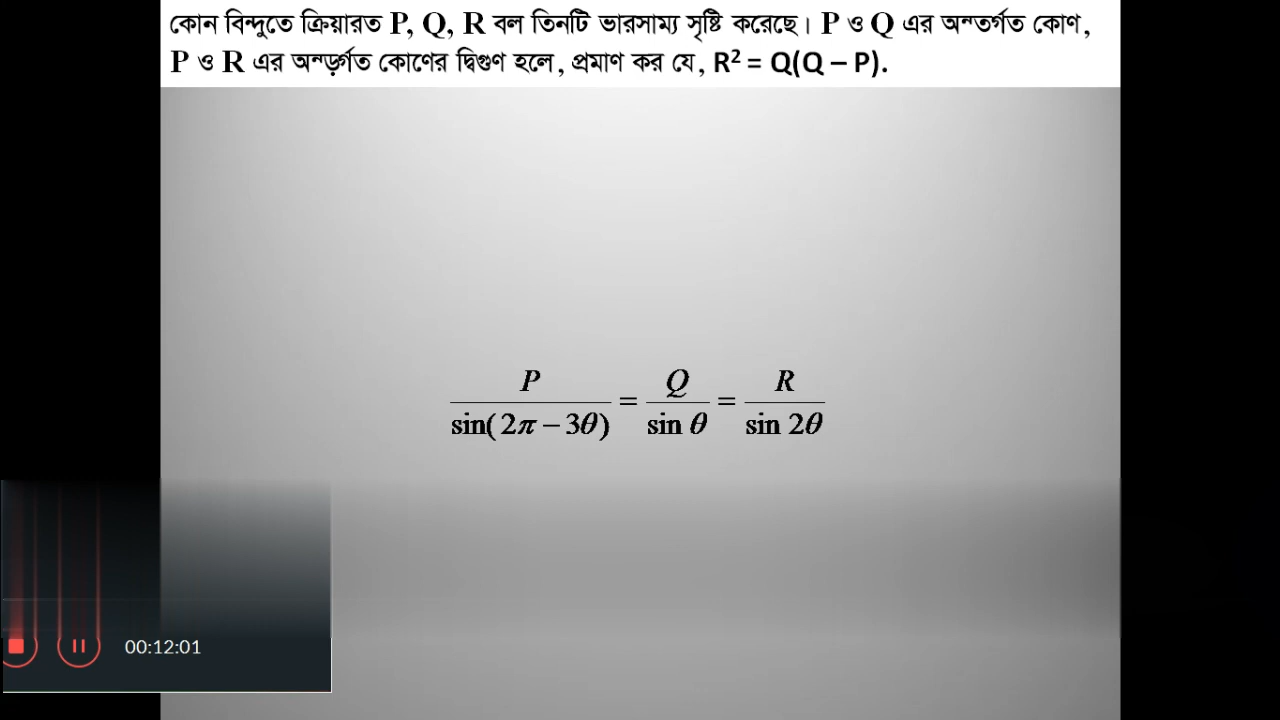 কোন বিন্দুতে ক্রিয়ারত P, Q, R বল তিনটি ভারসাম্য সৃষ্টি করেছে। P ও Q এর অন্তর্গত কোণ,
P ও R এর অন্ড়র্গত কোণের দ্বিগুণ হলে, প্রমাণ কর যে, R² = Q(Q – P).
P/sin(2π − 3θ) = Q/sin θ = R/sin 2θ
00:12:01